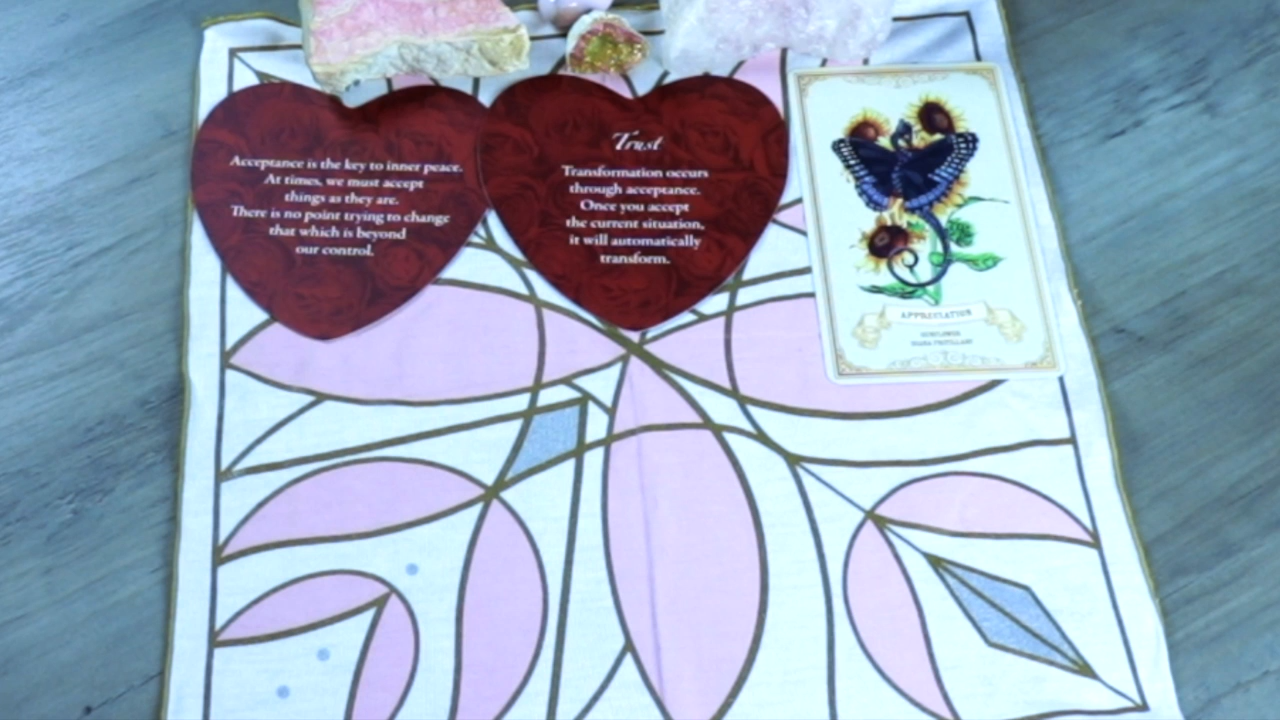 Acceptance is the key to inner peace.
At times, we must accept
things as they are.
There is no point trying to change
that which is beyond
our control.
Trust
Transformation occurs
through acceptance.
Once you accept
the current situation,
it will automatically
transform.
APPRECIATION
SUNFLOWER
DIANA FRITILLARY